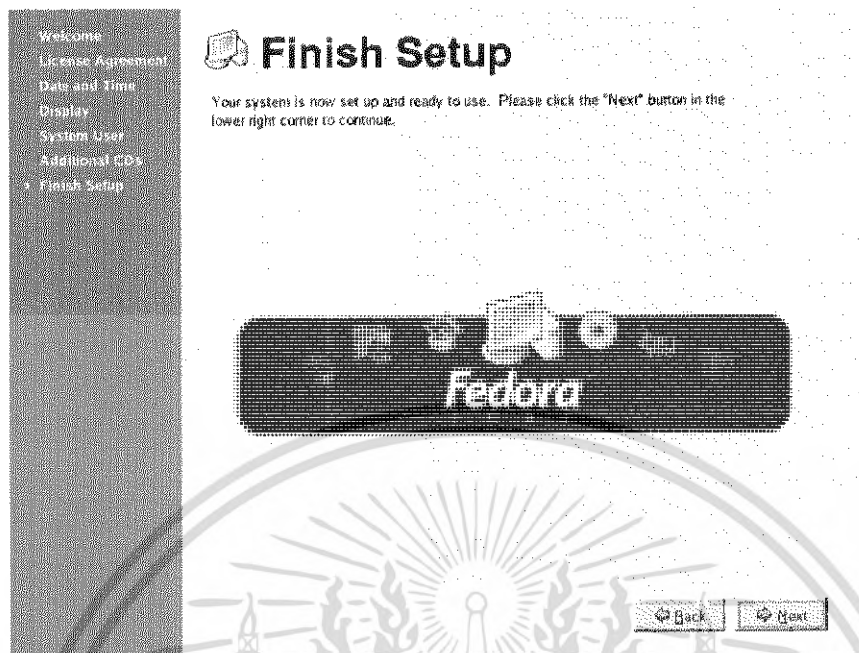 Welcome
License Agreement
Date and Time
Display
System User
Additional CDs
Finish Setup
Finish Setup
Your system is now set up and ready to use. Please click the "Next" button in the
lower right corner to continue.
Fedora
Back
Next